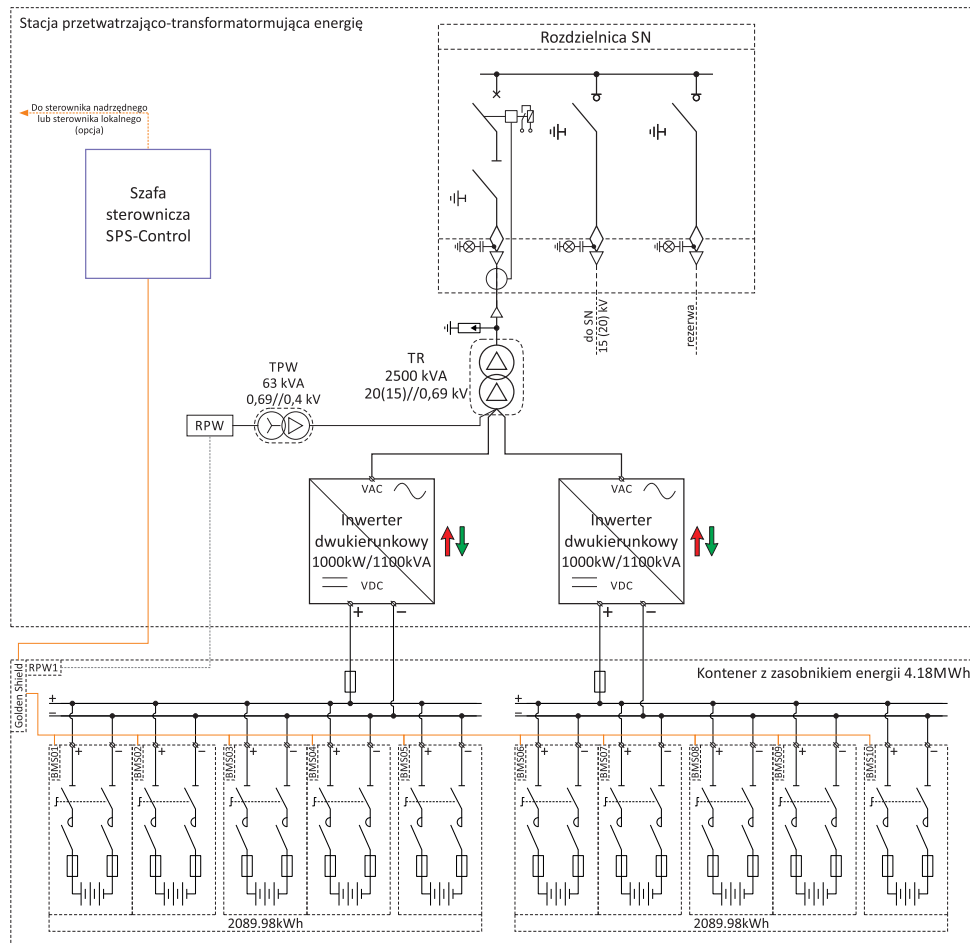 Stacja przetwatrzająco-transformatormująca energię
Rozdzielnica SN
Do sterownika nadrzędnego
lub sterownika lokalnego
(opcja)
Szafa
sterownicza
SPS-Control
do SN
15 (20) kV
rezerwa
TR
2500 kVA
20(15)//0,69 kV
TPW
63 kVA
0,69//0,4 kV
RPW
VAC
Inwerter
dwukierunkowy
1000kW/1100kVA
VDC
+ −
VAC
Inwerter
dwukierunkowy
1000kW/1100kVA
VDC
+ −
Golden Shield
RPW1
Kontener z zasobnikiem energii 4.18MWh
+
−
+
−
BMS01
+ −
BMS02
+ −
BMS03
+ −
BMS04
+ −
BMS05
+ −
BMS06
+ −
BMS07
+ −
BMS08
+ −
BMS09
+ −
BMS10
+ −
2089.98kWh
2089.98kWh